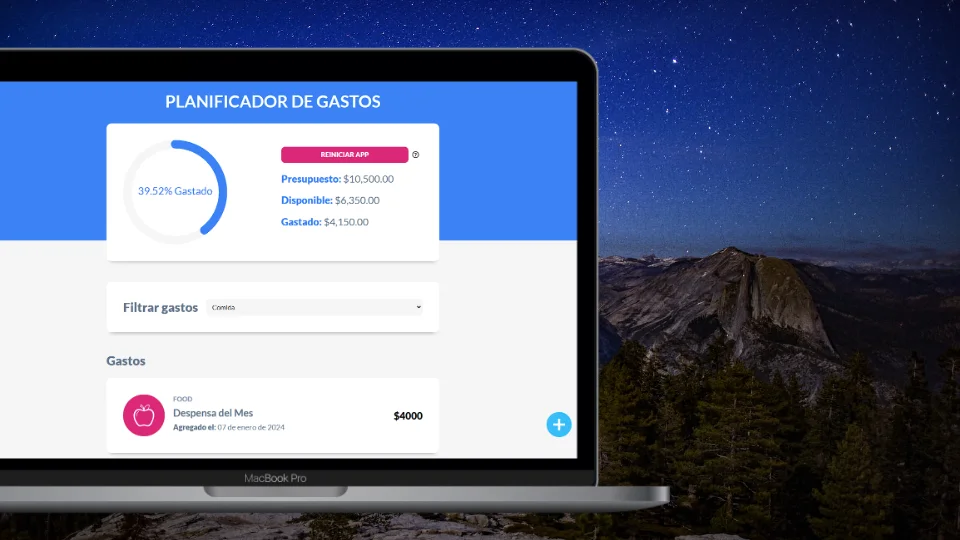 PLANIFICADOR DE GASTOS
39.52% Gastado
REINICIAR APP
Presupuesto: $10,500.00
Disponible: $6,350.00
Gastado: $4,150.00
Filtrar gastos
Comida
Gastos
FOOD
Despensa del Mes
Agregado el: 07 de enero de 2024
$4000
MacBook Pro